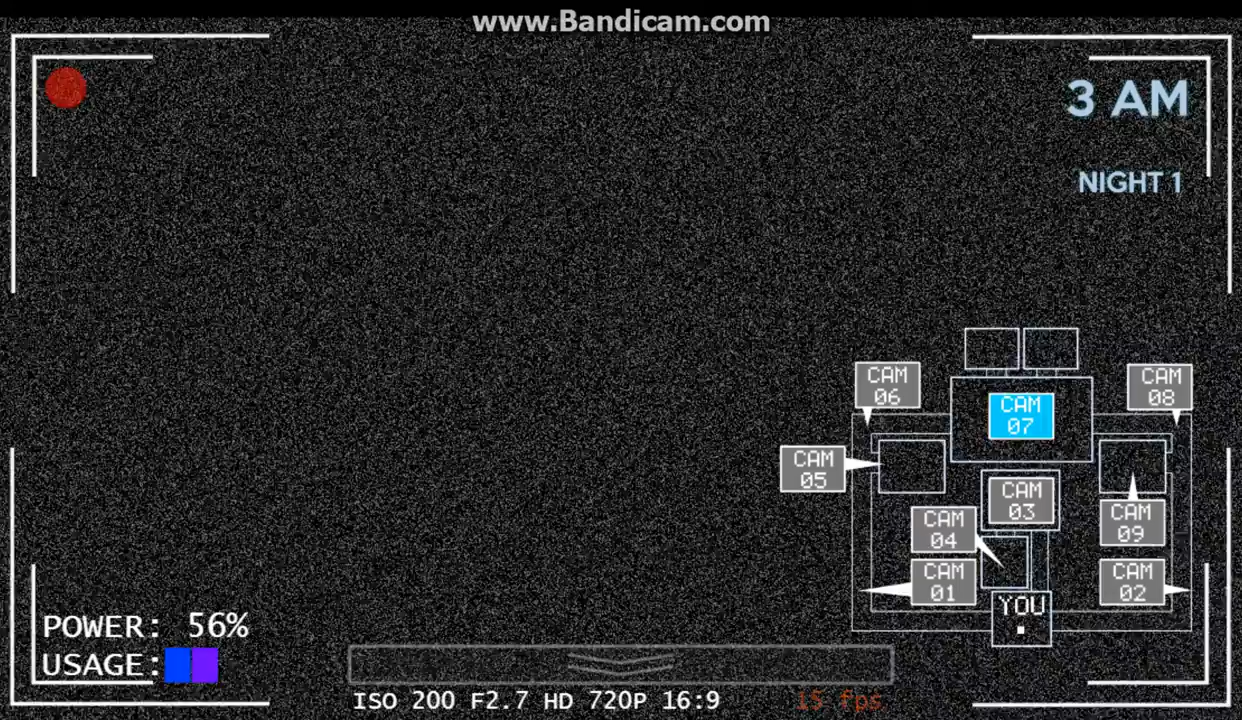 www.Bandicam.com
3 AM
NIGHT 1
CAM
06
CAM
07
CAM
08
CAM
05
CAM
03
CAM
04
CAM
09
CAM
01
CAM
02
YOU
POWER: 56%
USAGE:
ISO 200 F2.7 HD 720P 16:9
15 fps